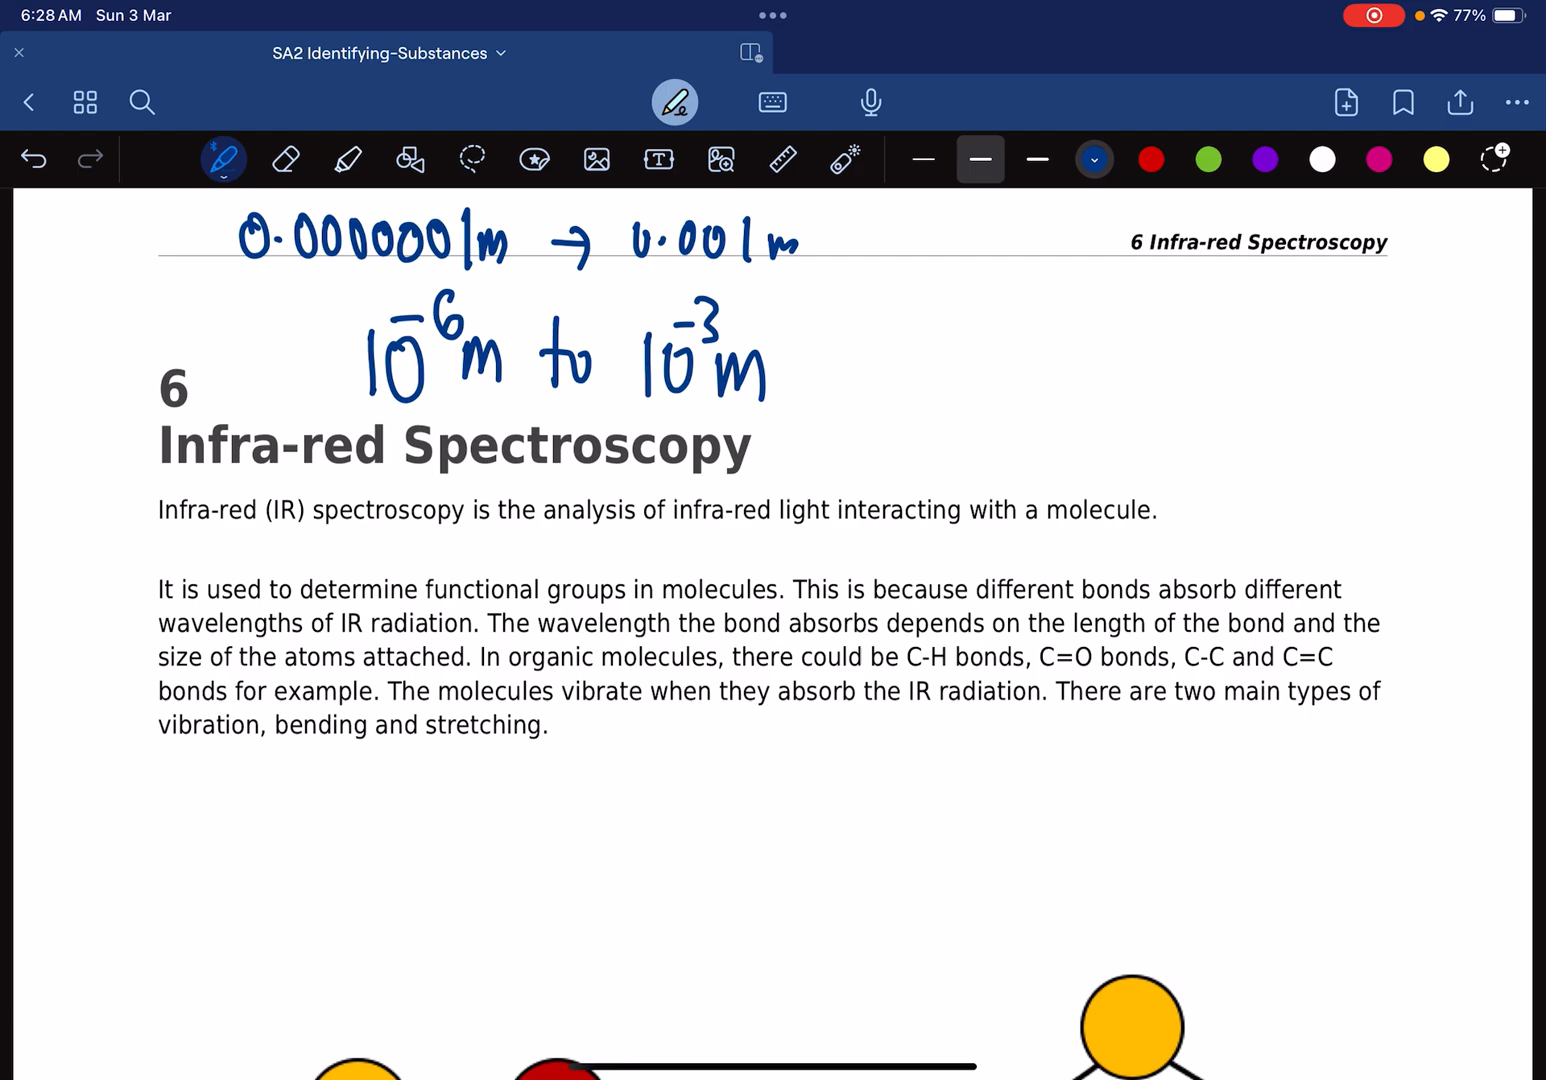 6:28 AM Sun 3 Mar
77%
SA2 Identifying-Substances
0.0000001m → 0.001m
6 Infra-red Spectroscopy
10⁻⁶m to 10⁻³m
6
Infra-red Spectroscopy
Infra-red (IR) spectroscopy is the analysis of infra-red light interacting with a molecule.
It is used to determine functional groups in molecules. This is because different bonds absorb different
wavelengths of IR radiation. The wavelength the bond absorbs depends on the length of the bond and the
size of the atoms attached. In organic molecules, there could be C-H bonds, C=O bonds, C-C and C=C
bonds for example. The molecules vibrate when they absorb the IR radiation. There are two main types of
vibration, bending and stretching.